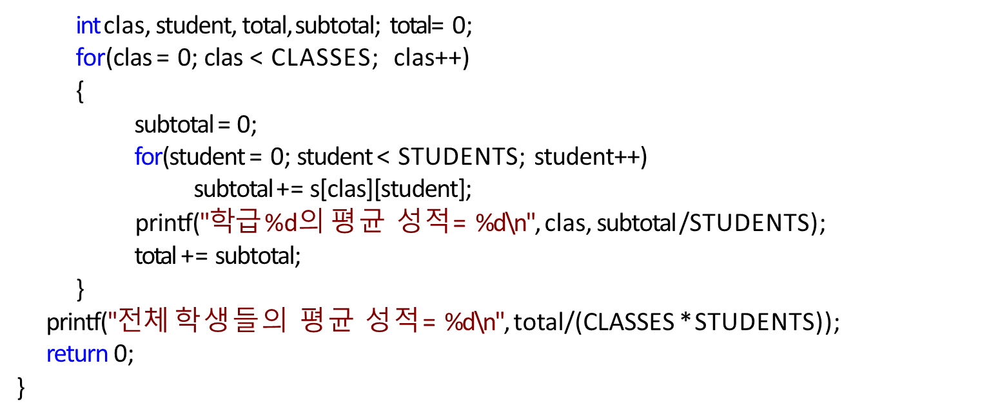 int clas, student, total, subtotal; total= 0;
for(clas = 0; clas < CLASSES; clas++)
{
subtotal = 0;
for(student = 0; student < STUDENTS; student++)
subtotal += s[clas][student];
printf("학급 %d의 평균 성적= %d\n", clas, subtotal/STUDENTS);
total += subtotal;
}
printf("전체 학생들의 평균 성적= %d\n", total/(CLASSES * STUDENTS));
return 0;
}